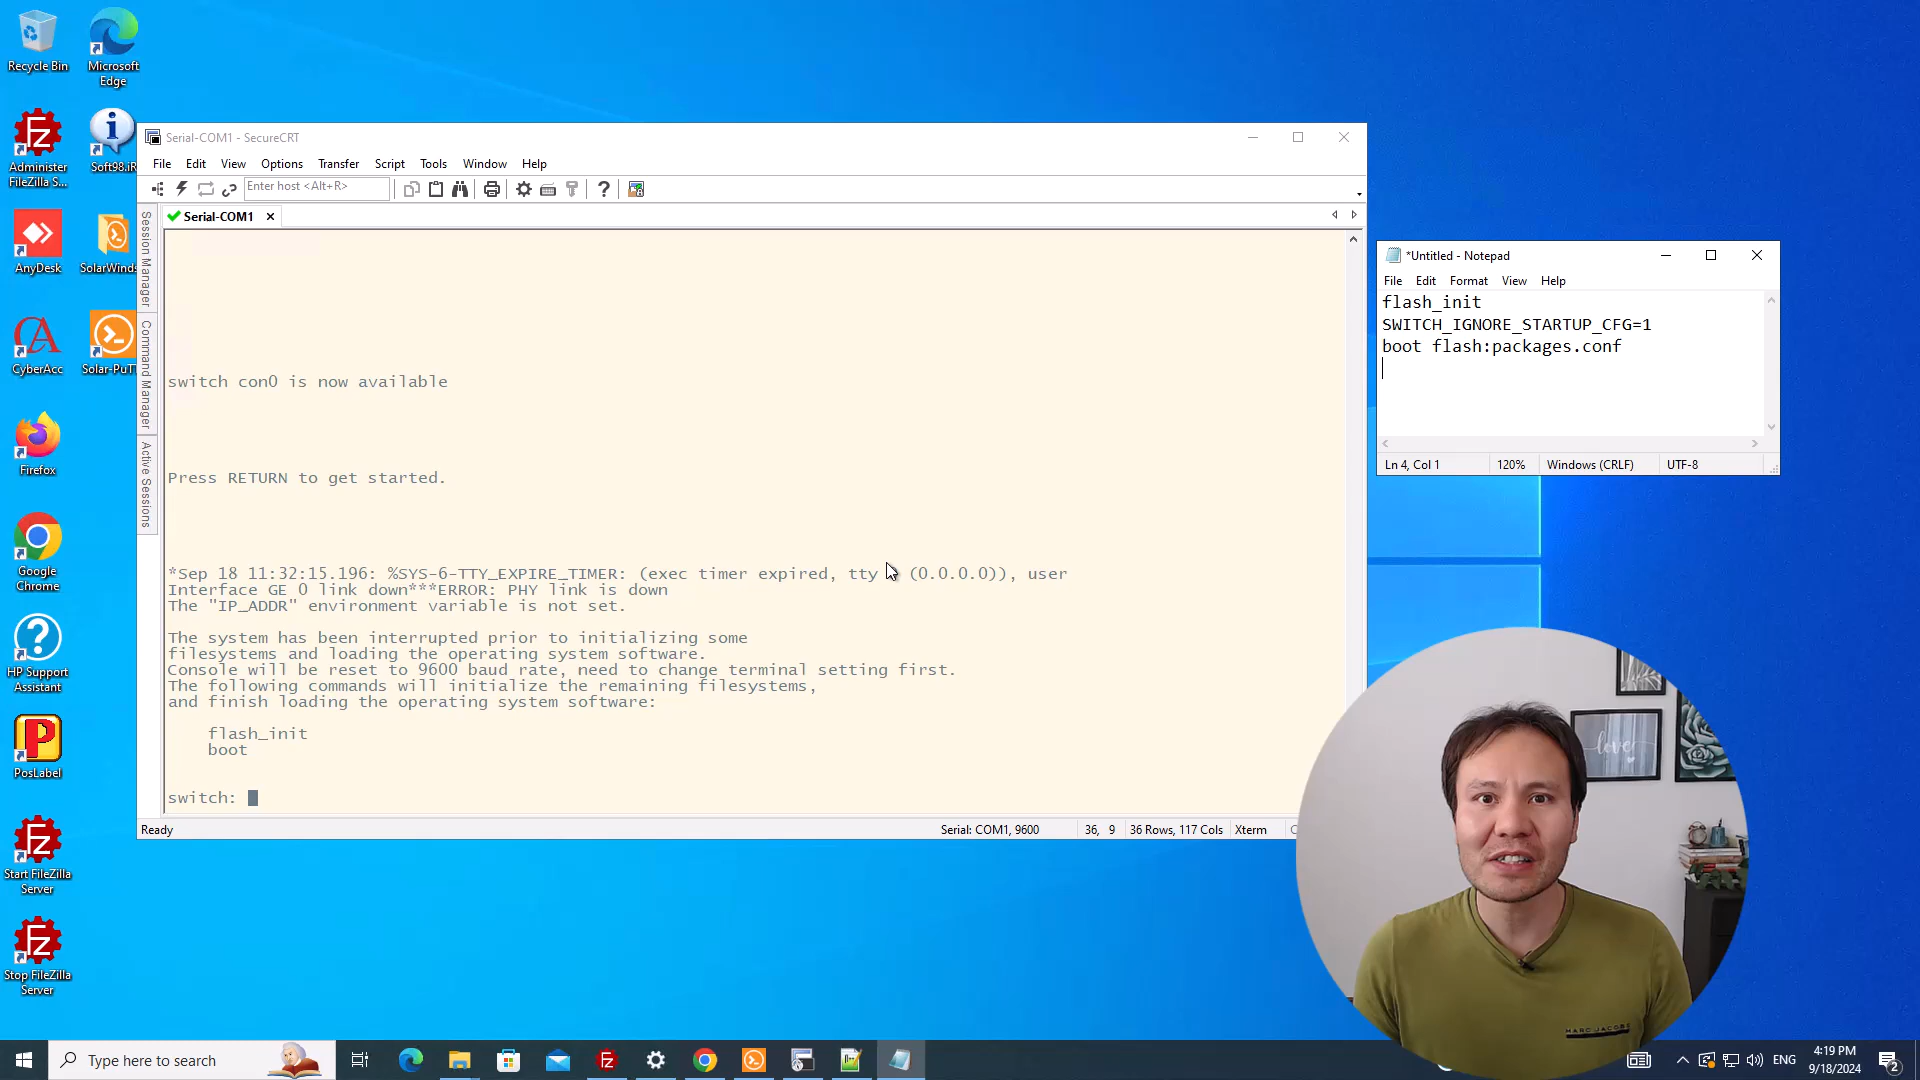 Recycle Bin
Microsoft Edge
Administer FileZilla S...
Soft98.iR
AnyDesk
SolarWinds
CyberAcc
Solar-PuTT
Firefox
Google Chrome
HP Support Assistant
PosLabel
Start FileZilla Server
Stop FileZilla Server
Serial-COM1 - SecureCRT
File Edit View Options Transfer Script Tools Window Help
Enter host <Alt+R>
Serial-COM1
Session Manager
Command Manager
Active Sessions
switch con0 is now available
Press RETURN to get started.
*Sep 18 11:32:15.196: %SYS-6-TTY_EXPIRE_TIMER: (exec timer expired, tty (0.0.0.0)), user
Interface GE 0 link down***ERROR: PHY link is down
The "IP_ADDR" environment variable is not set.
The system has been interrupted prior to initializing some
filesystems and loading the operating system software.
Console will be reset to 9600 baud rate, need to change terminal setting first.
The following commands will initialize the remaining filesystems,
and finish loading the operating system software:
flash_init
boot
switch:
Ready
Serial: COM1, 9600
36, 9
36 Rows, 117 Cols
Xterm
*Untitled - Notepad
File Edit Format View Help
flash_init
SWITCH_IGNORE_STARTUP_CFG=1
boot flash:packages.conf
Ln 4, Col 1
120%
Windows (CRLF)
UTF-8
love
MARC JACOBS
Type here to search
ENG
4:19 PM
9/18/2024
2